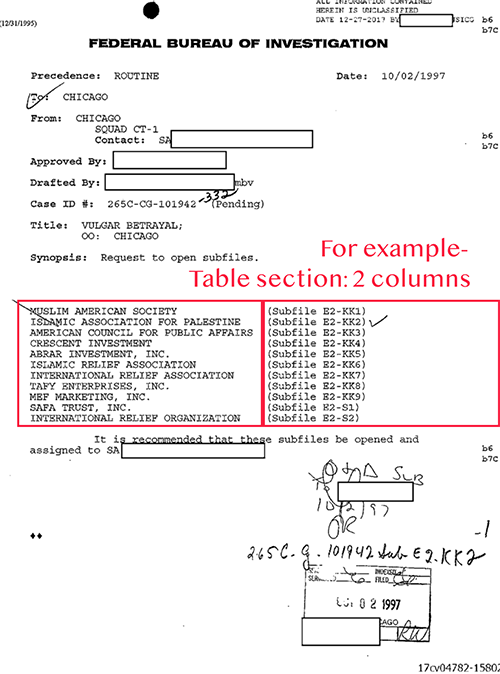 ALL INFORMATION CONTAINED
HEREIN IS UNCLASSIFIED
DATE 12-27-2017 BY NSICG b6
b7C
(12/31/1995)
FEDERAL BUREAU OF INVESTIGATION
Precedence: ROUTINE Date: 10/02/1997
To: CHICAGO
From: CHICAGO
SQUAD CT-1
Contact: SA b6
b7C
Approved By:
Drafted By: mbv
Case ID #: 265C-CG-101942 -332 (Pending)
Title: VULGAR BETRAYAL;
OO: CHICAGO
Synopsis: Request to open subfiles.
For example-
Table section: 2 columns
MUSLIM AMERICAN SOCIETY (Subfile E2-KK1)
ISLAMIC ASSOCIATION FOR PALESTINE (Subfile E2-KK2)
AMERICAN COUNCIL FOR PUBLIC AFFAIRS (Subfile E2-KK3)
CRESCENT INVESTMENT (Subfile E2-KK4)
ABRAR INVESTMENT, INC. (Subfile E2-KK5)
ISLAMIC RELIEF ASSOCIATION (Subfile E2-KK6)
INTERNATIONAL RELIEF ASSOCIATION (Subfile E2-KK7)
TAFY ENTERPRISES, INC. (Subfile E2-KK8)
MEF MARKETING, INC. (Subfile E2-KK9)
SAFA TRUST, INC. (Subfile E2-S1)
INTERNATIONAL RELIEF ORGANIZATION (Subfile E2-S2)
It is recommended that these subfiles be opened and
assigned to SA b6
b7C
Sub
10/2/97
OR
-1
265C-g-101942 Sub E2-KK2
INDEXED
FILED
02 1997
CAGO
RW
17cv04782-15802